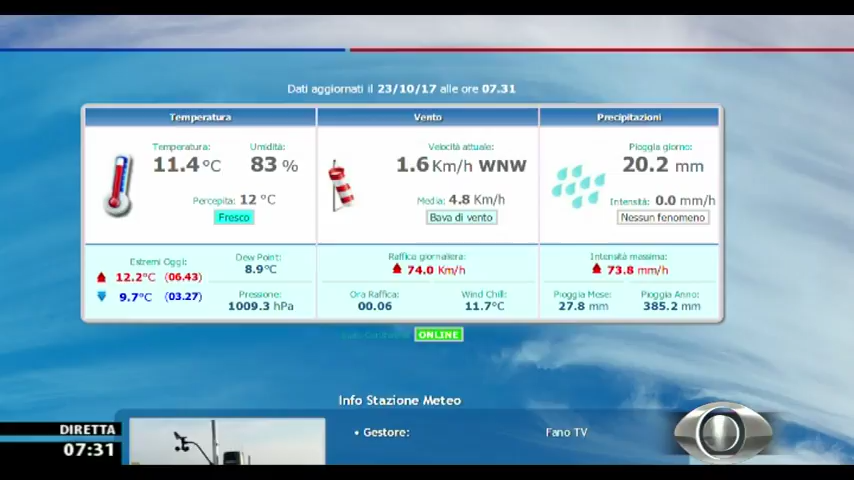 Dati aggiornati il 23/10/17 alle ore 07.31
Temperatura
Vento
Precipitazioni
Temperatura:
11.4°C
Umidità:
83 %
Percepita: 12 °C
Fresco
Velocità attuale:
1.6 Km/h WNW
Media: 4.8 Km/h
Bava di vento
Pioggia giorno:
20.2 mm
Intensità: 0.0 mm/h
Nessun fenomeno
Estremi Oggi:
12.2°C (06.43)
9.7°C (03.27)
Dew Point:
8.9°C
Pressione:
1009.3 hPa
Raffica giornaliera:
74.0 Km/h
Ora Raffica:
00.06
Wind Chill:
11.7°C
Intensità massima:
73.8 mm/h
Pioggia Mese:
27.8 mm
Pioggia Anno:
385.2 mm
ONLINE
Info Stazione Meteo
• Gestore: Fano TV
DIRETTA
07:31